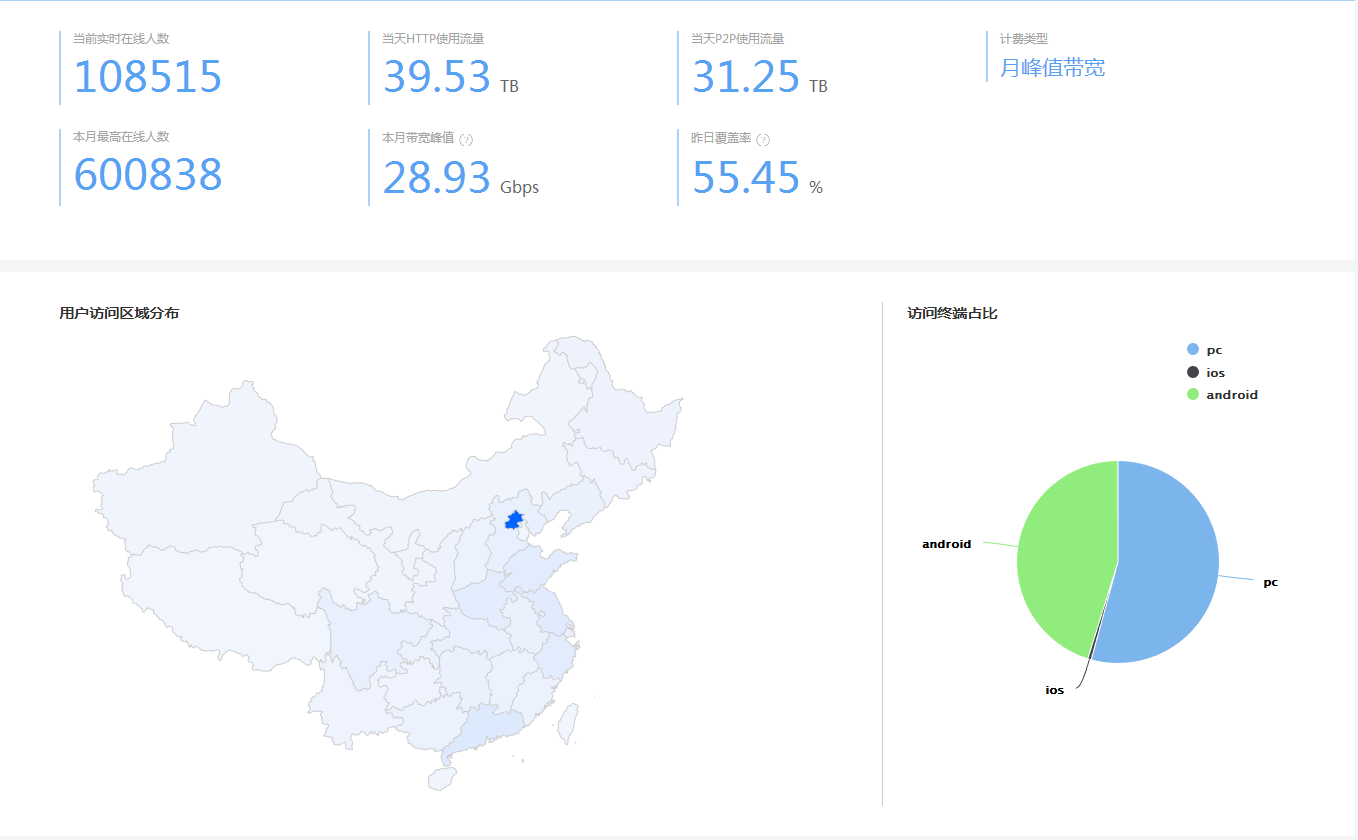 当前实时在线人数
108515
当天HTTP使用流量
39.53 TB
当天P2P使用流量
31.25 TB
计费类型
月峰值带宽
本月最高在线人数
600838
本月带宽峰值 ?
28.93 Gbps
昨日覆盖率 ?
55.45 %
用户访问区域分布
访问终端占比
pc
ios
android
android
pc
ios